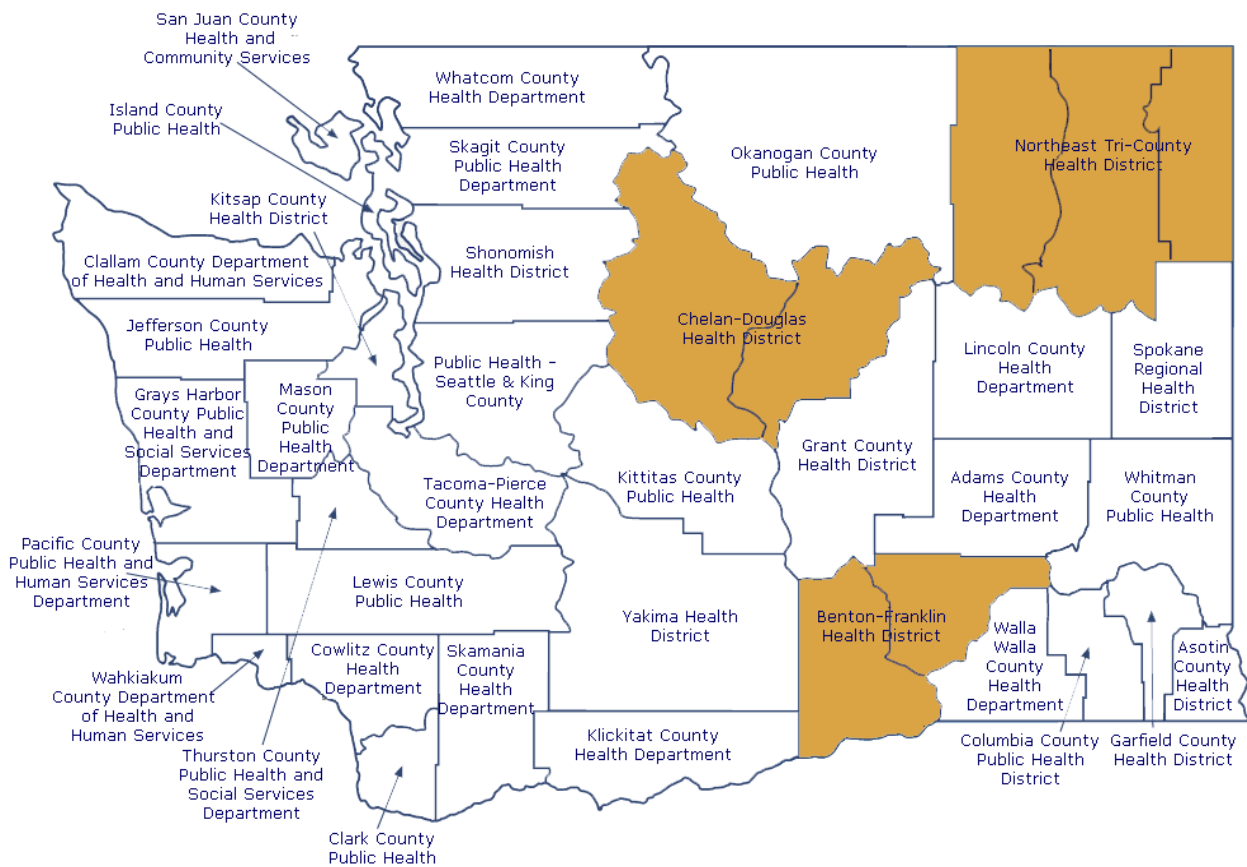 San Juan County
Health and
Community Services
Island County
Public Health
Kitsap County
Health District
Whatcom County
Health Department
Skagit County
Public Health
Department
Okanogan County
Public Health
Northeast Tri-County
Health District
Shonomish
Health District
Clallam County Department
of Health and Human Services
Jefferson County
Public Health
Chelan-Douglas
Health District
Public Health -
Seattle & King
County
Lincoln County
Health
Department
Spokane
Regional
Health
District
Grays Harbor
County Public
Health and
Social Services
Department
Mason
County
Public
Health
Department
Tacoma-Pierce
County Health
Department
Kittitas County
Public Health
Grant County
Health District
Adams County
Health
Department
Whitman
County
Public Health
Pacific County
Public Health and
Human Services
Department
Lewis County
Public Health
Yakima Health
District
Benton-Franklin
Health District
Walla
Walla
County
Health
Department
Asotin
County
Health
District
Wahkiakum
County Department
of Health and
Human Services
Cowlitz County
Health
Department
Skamania
County
Health
Department
Klickitat County
Health Department
Columbia County
Public Health
District
Garfield County
Health District
Thurston County
Public Health and
Social Services
Department
Clark County
Public Health